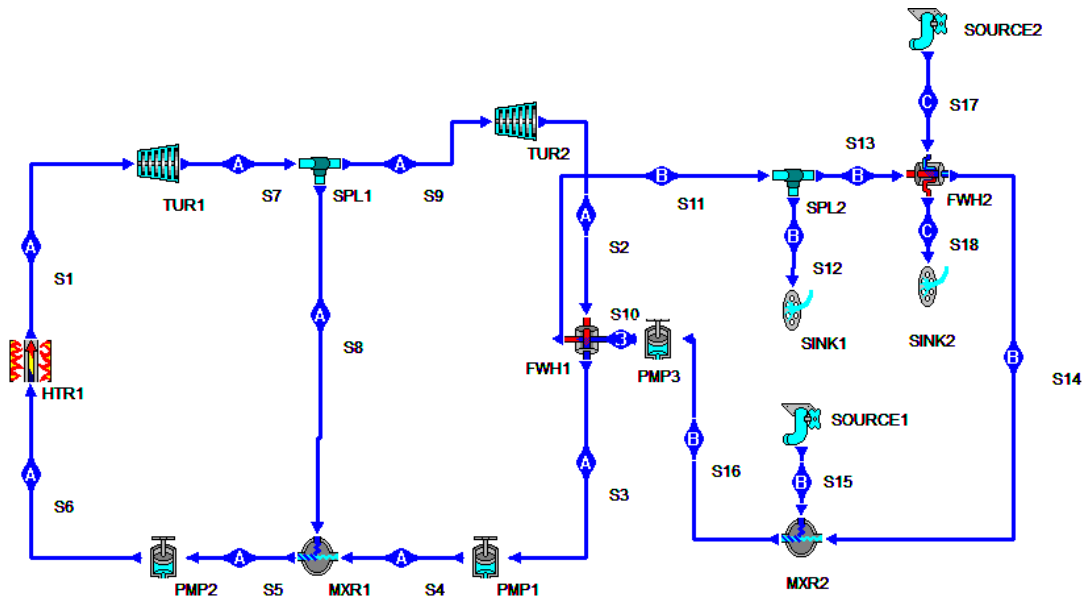 SOURCE2
C
S17
TUR2
S13
A
S7
SPL1
A
S9
TUR1
B
S11
SPL2
B
FWH2
A
S2
B
S12
C
S18
A
S1
A
S8
S10
3
FWH1
PMP3
SINK1
SINK2
HTR1
B
S14
SOURCE1
A
S6
A
S3
B
S16
B
S15
PMP2
A
S5
MXR1
A
S4
PMP1
MXR2